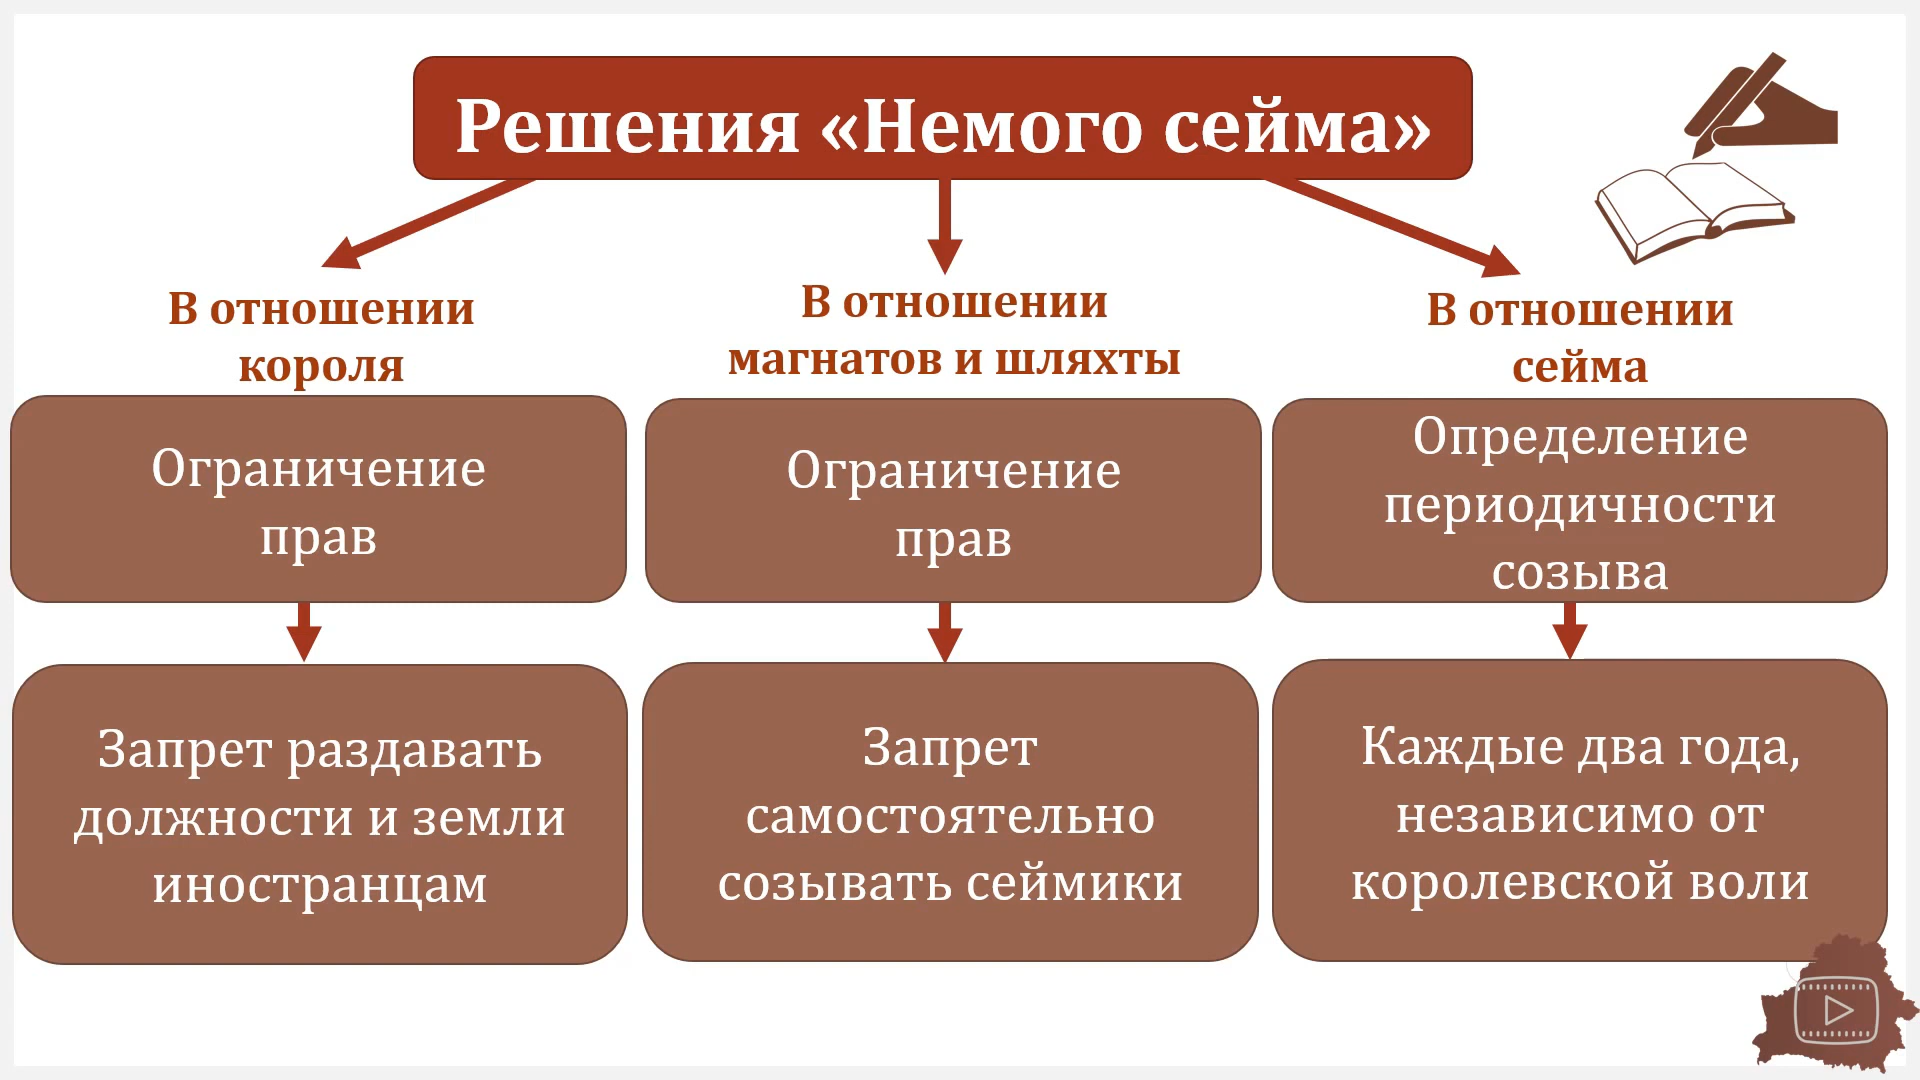 Решения «Немого сейма»
В отношении
короля
Ограничение
прав
Запрет раздавать
должности и земли
иностранцам
В отношении
магнатов и шляхты
Ограничение
прав
Запрет
самостоятельно
созывать сеймики
В отношении
сейма
Определение
периодичности
созыва
Каждые два года,
независимо от
королевской воли